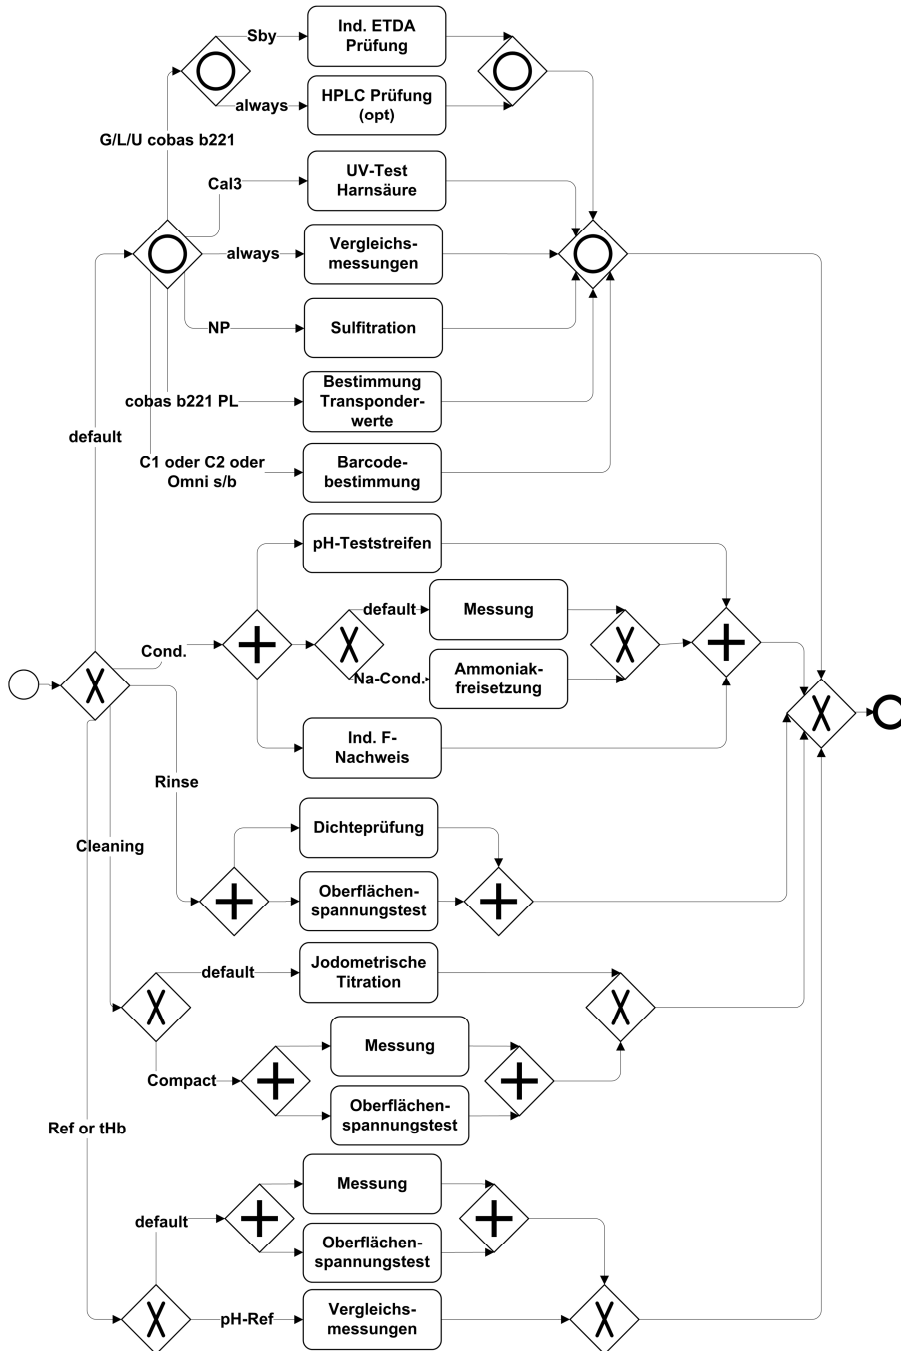 Sby
Ind. ETDA
Prüfung
always
HPLC Prüfung
(opt)
G/L/U cobas b221
Cal3
UV-Test
Harnsäure
always
Vergleichs-
messungen
NP
Sulfitration
cobas b221 PL
Bestimmung
Transponder-
werte
default
C1 oder C2 oder
Omni s/b
Barcode-
bestimmung
pH-Teststreifen
default
Messung
Cond.
Na-Cond.
Ammoniak-
freisetzung
Ind. F-
Nachweis
Rinse
Dichteprüfung
Cleaning
Oberflächen-
spannungstest
default
Jodometrische
Titration
Messung
Compact
Oberflächen-
spannungstest
Ref or tHb
Messung
default
Oberflächen-
spannungstest
pH-Ref
Vergleichs-
messungen